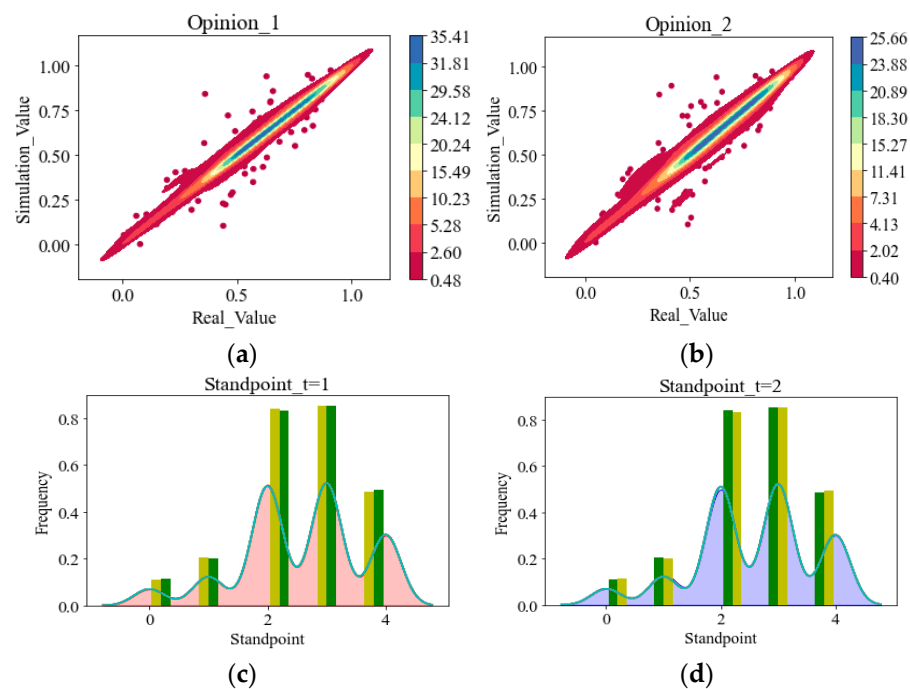 Opinion_1
Simulation_Value
1.00
0.75
0.50
0.25
0.00
0.0 0.5 1.0
Real_Value
35.41
31.81
29.58
24.12
20.24
15.49
10.23
5.28
2.60
0.48
(a)
Opinion_2
Simulation_Value
1.00
0.75
0.50
0.25
0.00
0.0 0.5 1.0
Real_Value
25.66
23.88
20.89
18.30
15.27
11.41
7.31
4.13
2.02
0.40
(b)
Standpoint_t=1
Frequency
0.8
0.6
0.4
0.2
0.0
0 2 4
Standpoint
(c)
Standpoint_t=2
Frequency
0.8
0.6
0.4
0.2
0.0
0 2 4
Standpoint
(d)